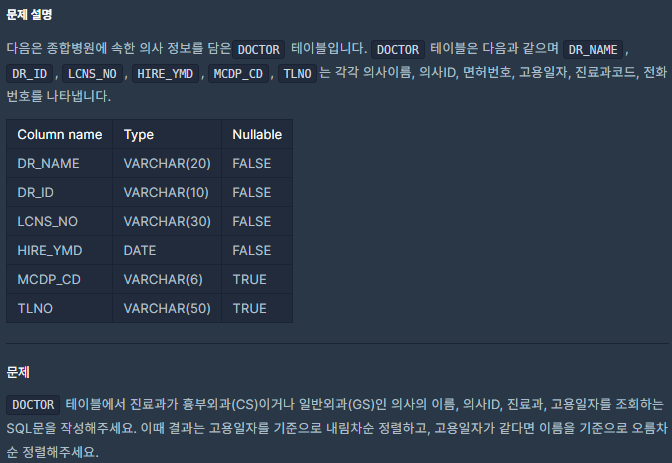 문제 설명
다음은 종합병원에 속한 의사 정보를 담은DOCTOR 테이블입니다. DOCTOR 테이블은 다음과 같으며 DR_NAME,
DR_ID, LCNS_NO, HIRE_YMD, MCDP_CD, TLNO는 각각 의사이름, 의사ID, 면허번호, 고용일자, 진료과코드, 전화
번호를 나타냅니다.
Column name Type Nullable
DR_NAME VARCHAR(20) FALSE
DR_ID VARCHAR(10) FALSE
LCNS_NO VARCHAR(30) FALSE
HIRE_YMD DATE FALSE
MCDP_CD VARCHAR(6) TRUE
TLNO VARCHAR(50) TRUE
문제
DOCTOR 테이블에서 진료과가 흉부외과(CS)이거나 일반외과(GS)인 의사의 이름, 의사ID, 진료과, 고용일자를 조회하는
SQL문을 작성해주세요. 이때 결과는 고용일자를 기준으로 내림차순 정렬하고, 고용일자가 같다면 이름을 기준으로 오름차
순 정렬해주세요.